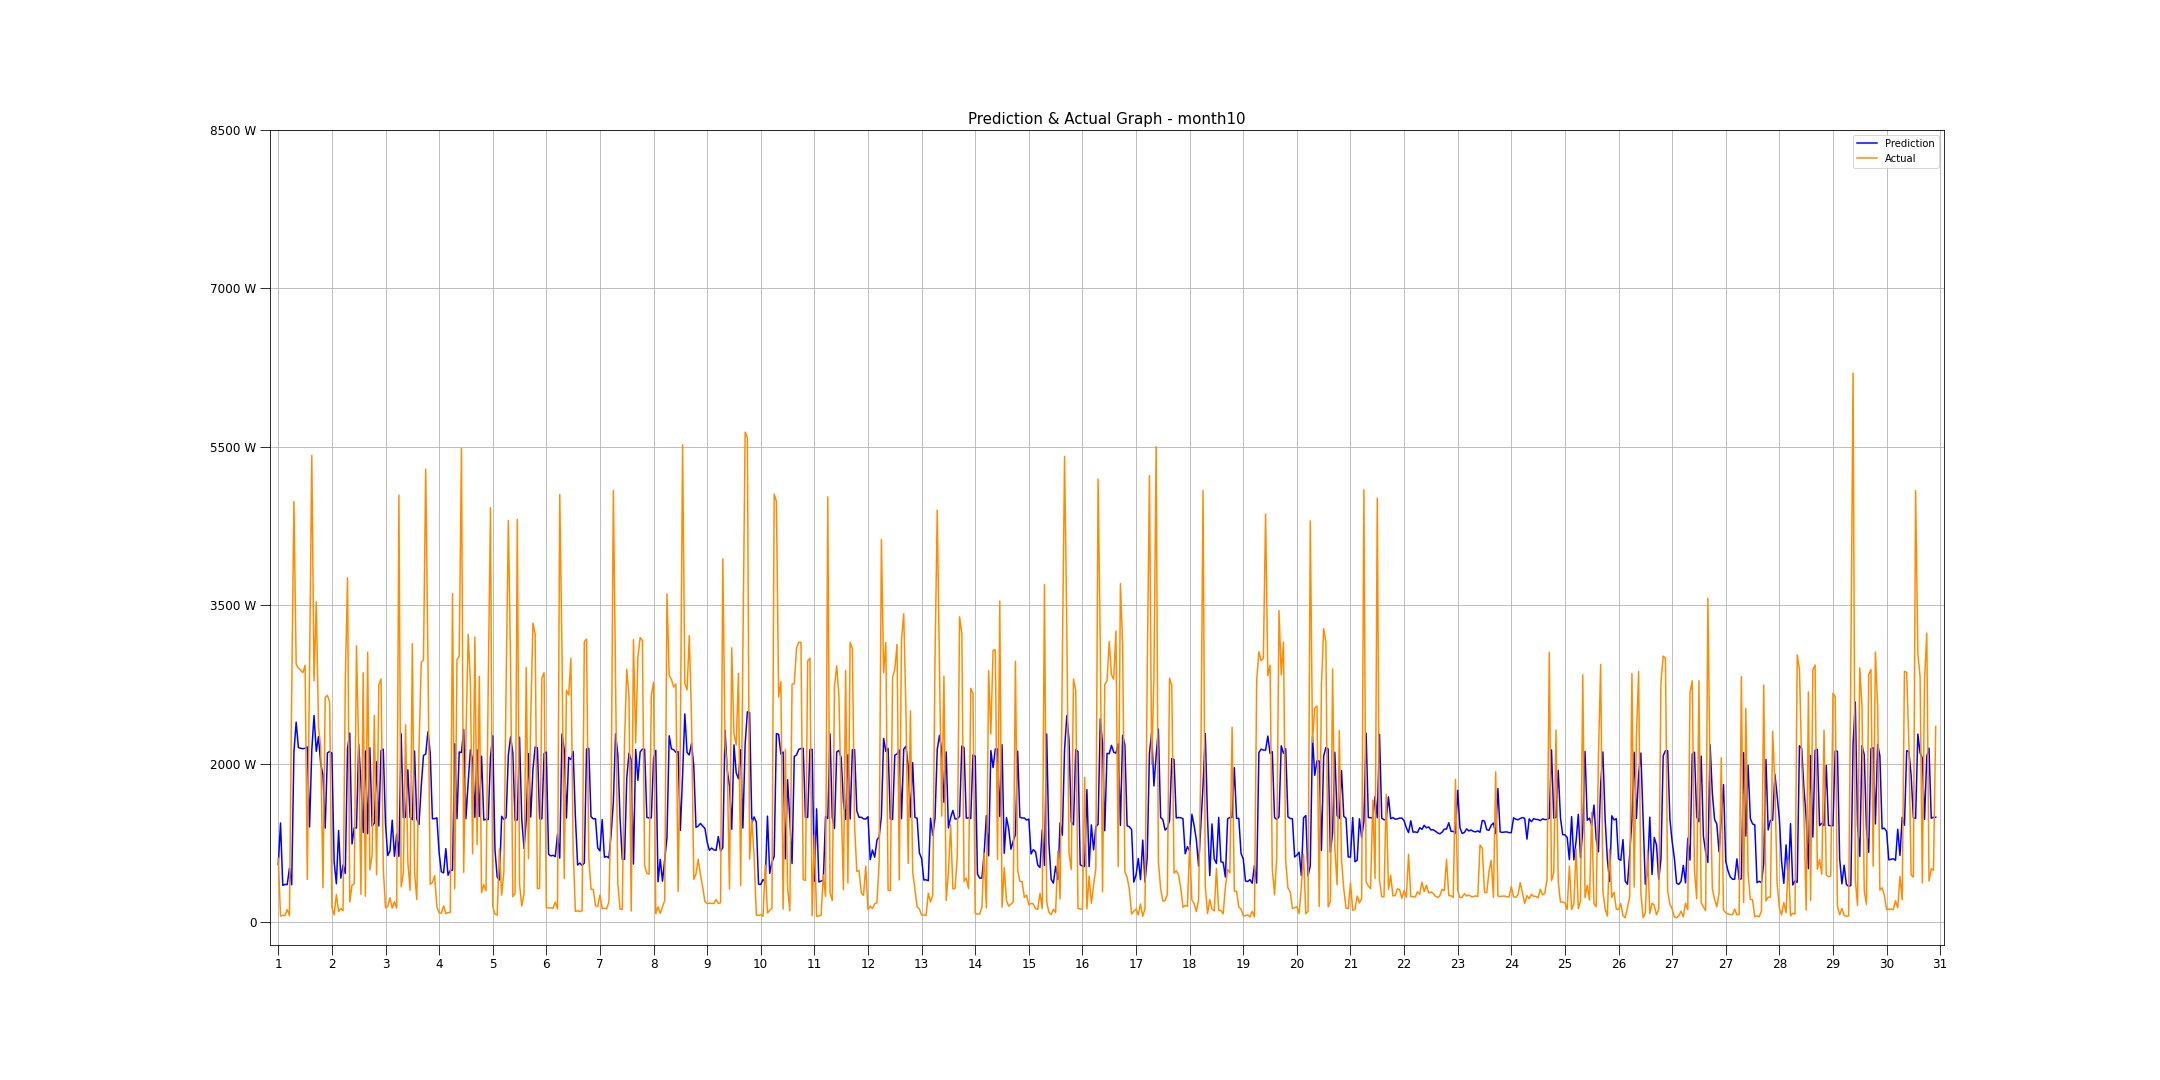 Prediction & Actual Graph - month10
8500 W
7000 W
5500 W
3500 W
2000 W
0
Prediction
Actual
1 2 3 4 5 6 7 8 9 10 11 12 13 14 15 16 17 18 19 20 21 22 23 24 25 26 27 27 28 29 30 31